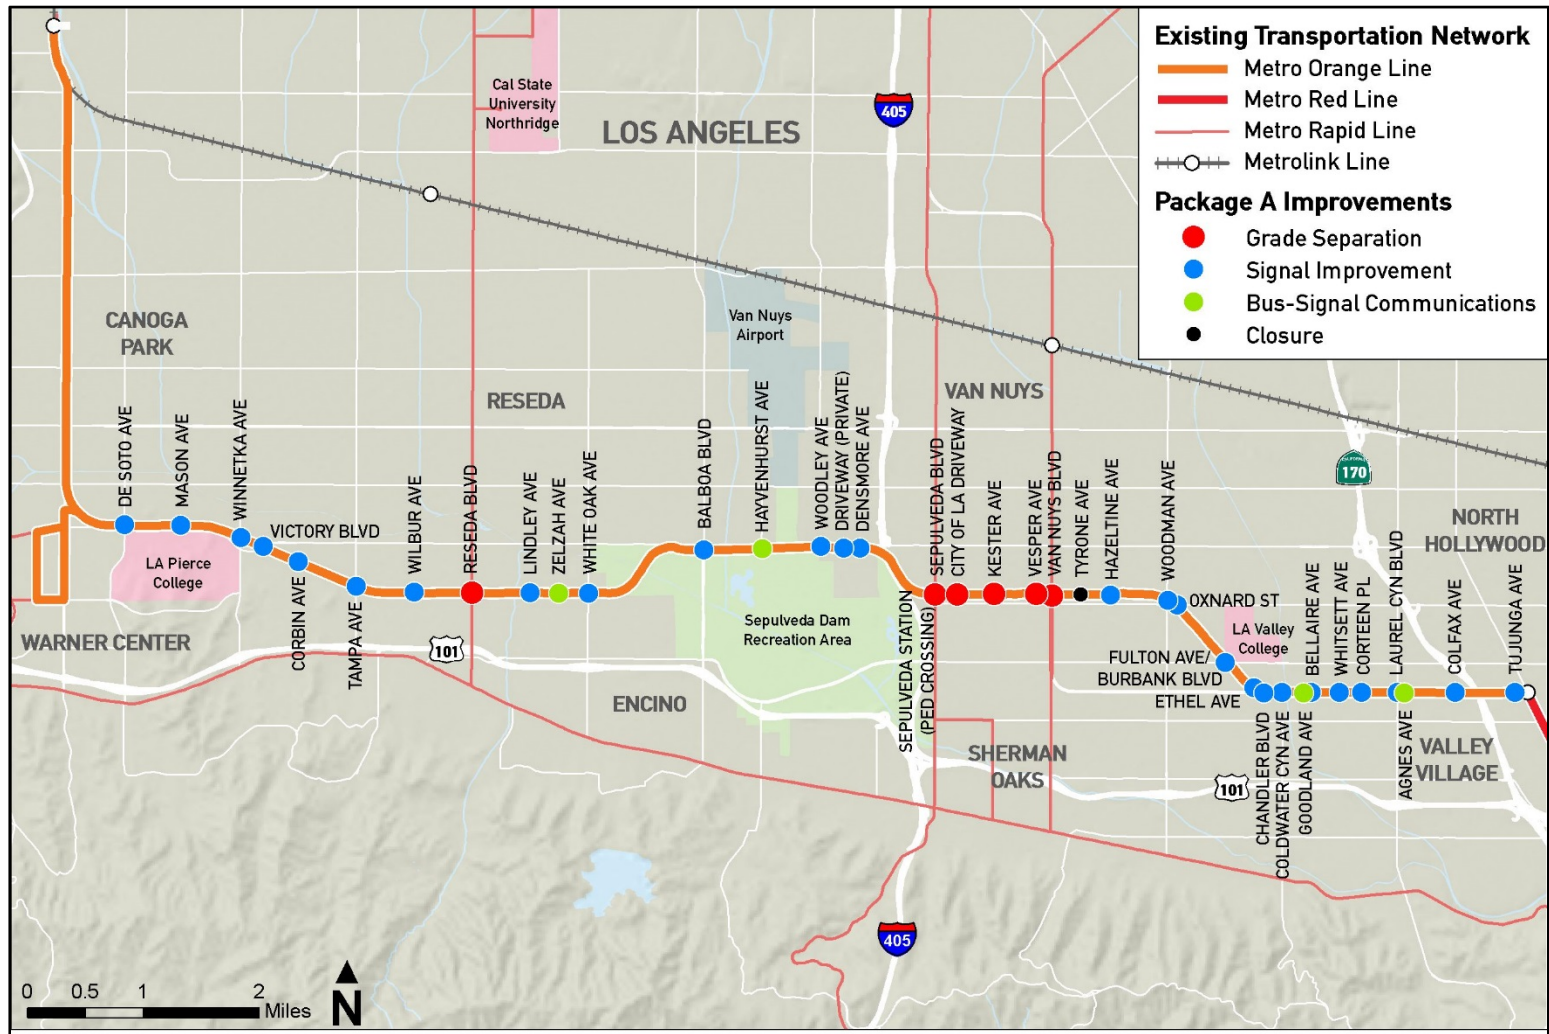 Existing Transportation Network
Metro Orange Line
Metro Red Line
Metro Rapid Line
Metrolink Line
Package A Improvements
Grade Separation
Signal Improvement
Bus-Signal Communications
Closure
Cal State
University
Northridge
LOS ANGELES
405
CANOGA
PARK
Van Nuys
Airport
RESEDA
VAN NUYS
170
NORTH
HOLLYWOOD
DE SOTO AVE
MASON AVE
WINNETKA AVE
VICTORY BLVD
CORBIN AVE
TAMPA AVE
WILBUR AVE
RESEDA BLVD
LINDLEY AVE
ZELZAH AVE
WHITE OAK AVE
BALBOA BLVD
HAYVENHURST AVE
WOODLEY AVE
DRIVEWAY (PRIVATE)
DENSMORE AVE
SEPULVEDA BLVD
CITY OF LA DRIVEWAY
KESTER AVE
VESPER AVE
VAN NUYS BLVD
TYRONE AVE
HAZELTINE AVE
WOODMAN AVE
OXNARD ST
LA Pierce
College
WARNER CENTER
101
ENCINO
Sepulveda Dam
Recreation Area
SEPULVEDA STATION
(PED CROSSING)
SHERMAN
OAKS
LA Valley
College
FULTON AVE/
BURBANK BLVD
ETHEL AVE
CHANDLER BLVD
COLDWATER CYN AVE
GOODLAND AVE
BELLAIRE AVE
WHITSETT AVE
CORTEEN PL
LAUREL CYN BLVD
AGNES AVE
COLFAX AVE
TUJUNGA AVE
VALLEY
VILLAGE
101
405
0 0.5 1 2
Miles
N